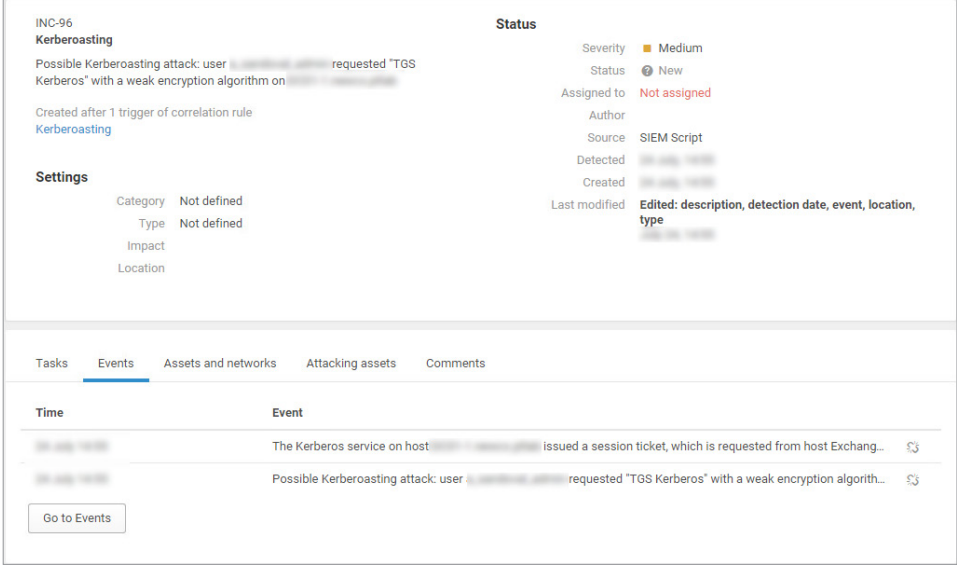 INC-96
Kerberoasting
Possible Kerberoasting attack: user requested "TGS
Kerberos" with a weak encryption algorithm on
Created after 1 trigger of correlation rule
Kerberoasting
Settings
Category Not defined
Type Not defined
Impact
Location
Status
Severity Medium
Status New
Assigned to Not assigned
Author
Source SIEM Script
Detected
Created
Last modified Edited: description, detection date, event, location,
type
Tasks Events Assets and networks Attacking assets Comments
Time Event
The Kerberos service on host issued a session ticket, which is requested from host Exchang...
Possible Kerberoasting attack: user requested "TGS Kerberos" with a weak encryption algorith...
Go to Events